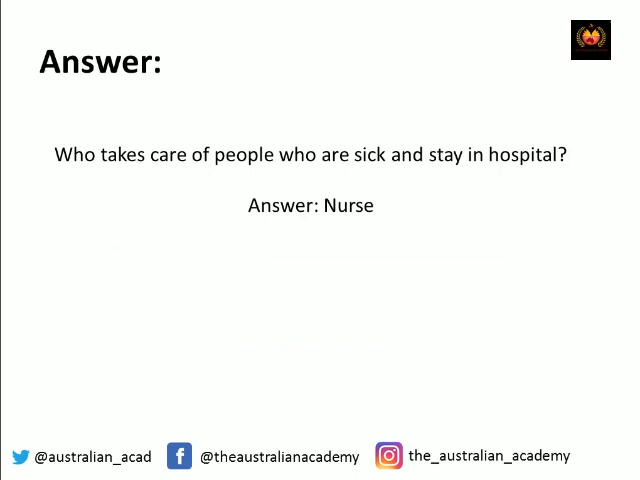 Answer:
Who takes care of people who are sick and stay in hospital?
Answer: Nurse
@australian_acad @theaustralianacademy the_australian_academy